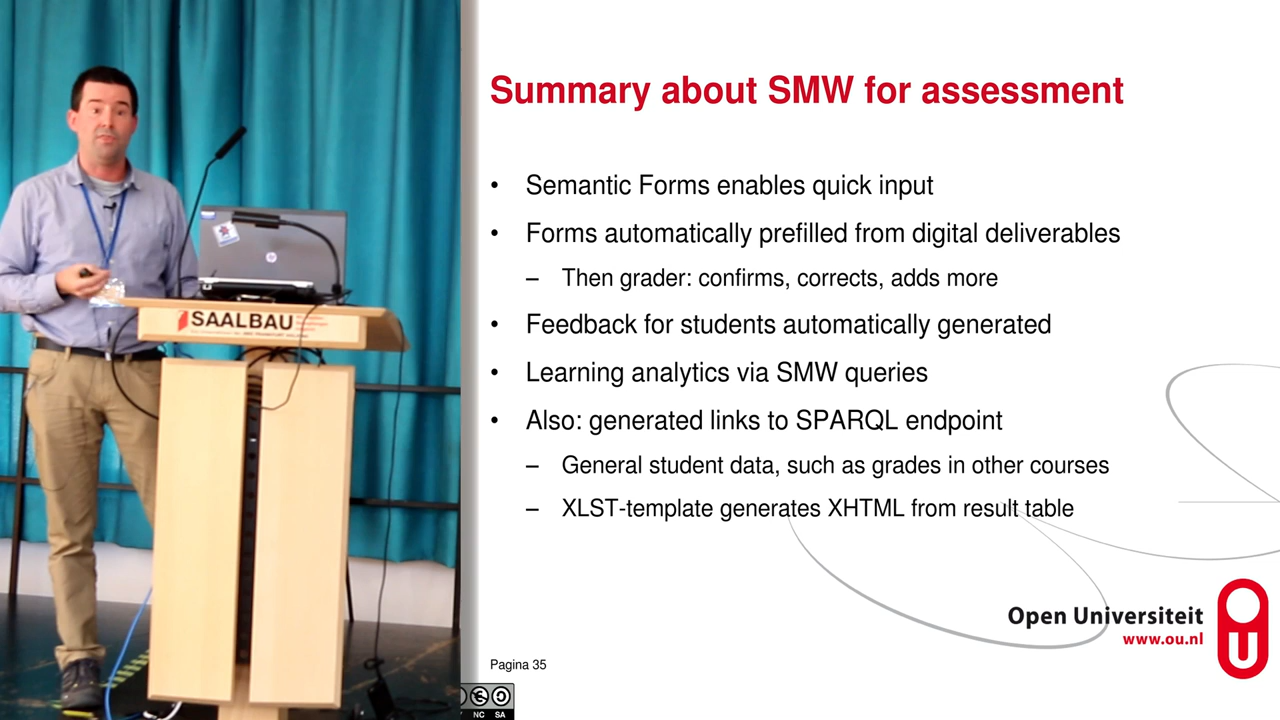 Summary about SMW for assessment
• Semantic Forms enables quick input
• Forms automatically prefilled from digital deliverables
– Then grader: confirms, corrects, adds more
• Feedback for students automatically generated
• Learning analytics via SMW queries
• Also: generated links to SPARQL endpoint
– General student data, such as grades in other courses
– XLST-template generates XHTML from result table
SAALBAU
hp
Open Universiteit
www.ou.nl
Pagina 35
NC SA